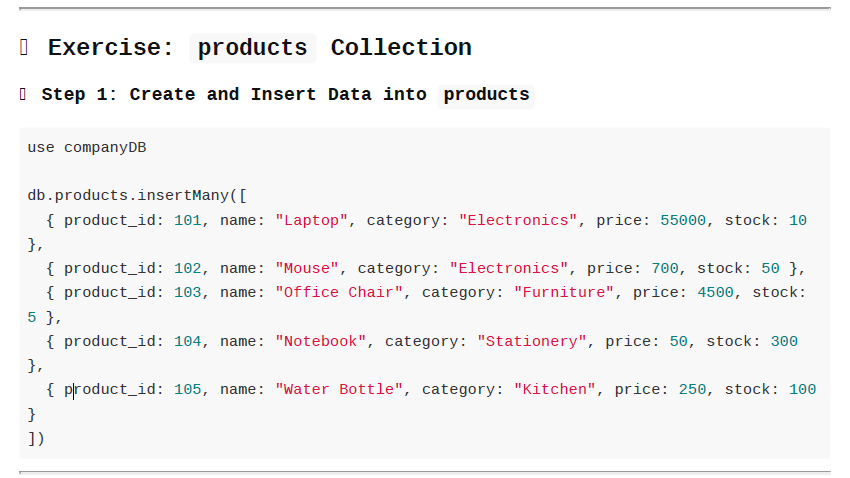 Exercise: products Collection
Step 1: Create and Insert Data into products
use companyDB
db.products.insertMany([
{ product_id: 101, name: "Laptop", category: "Electronics", price: 55000, stock: 10
},
{ product_id: 102, name: "Mouse", category: "Electronics", price: 700, stock: 50 },
{ product_id: 103, name: "Office Chair", category: "Furniture", price: 4500, stock:
5 },
{ product_id: 104, name: "Notebook", category: "Stationery", price: 50, stock: 300
},
{ product_id: 105, name: "Water Bottle", category: "Kitchen", price: 250, stock: 100
}
])